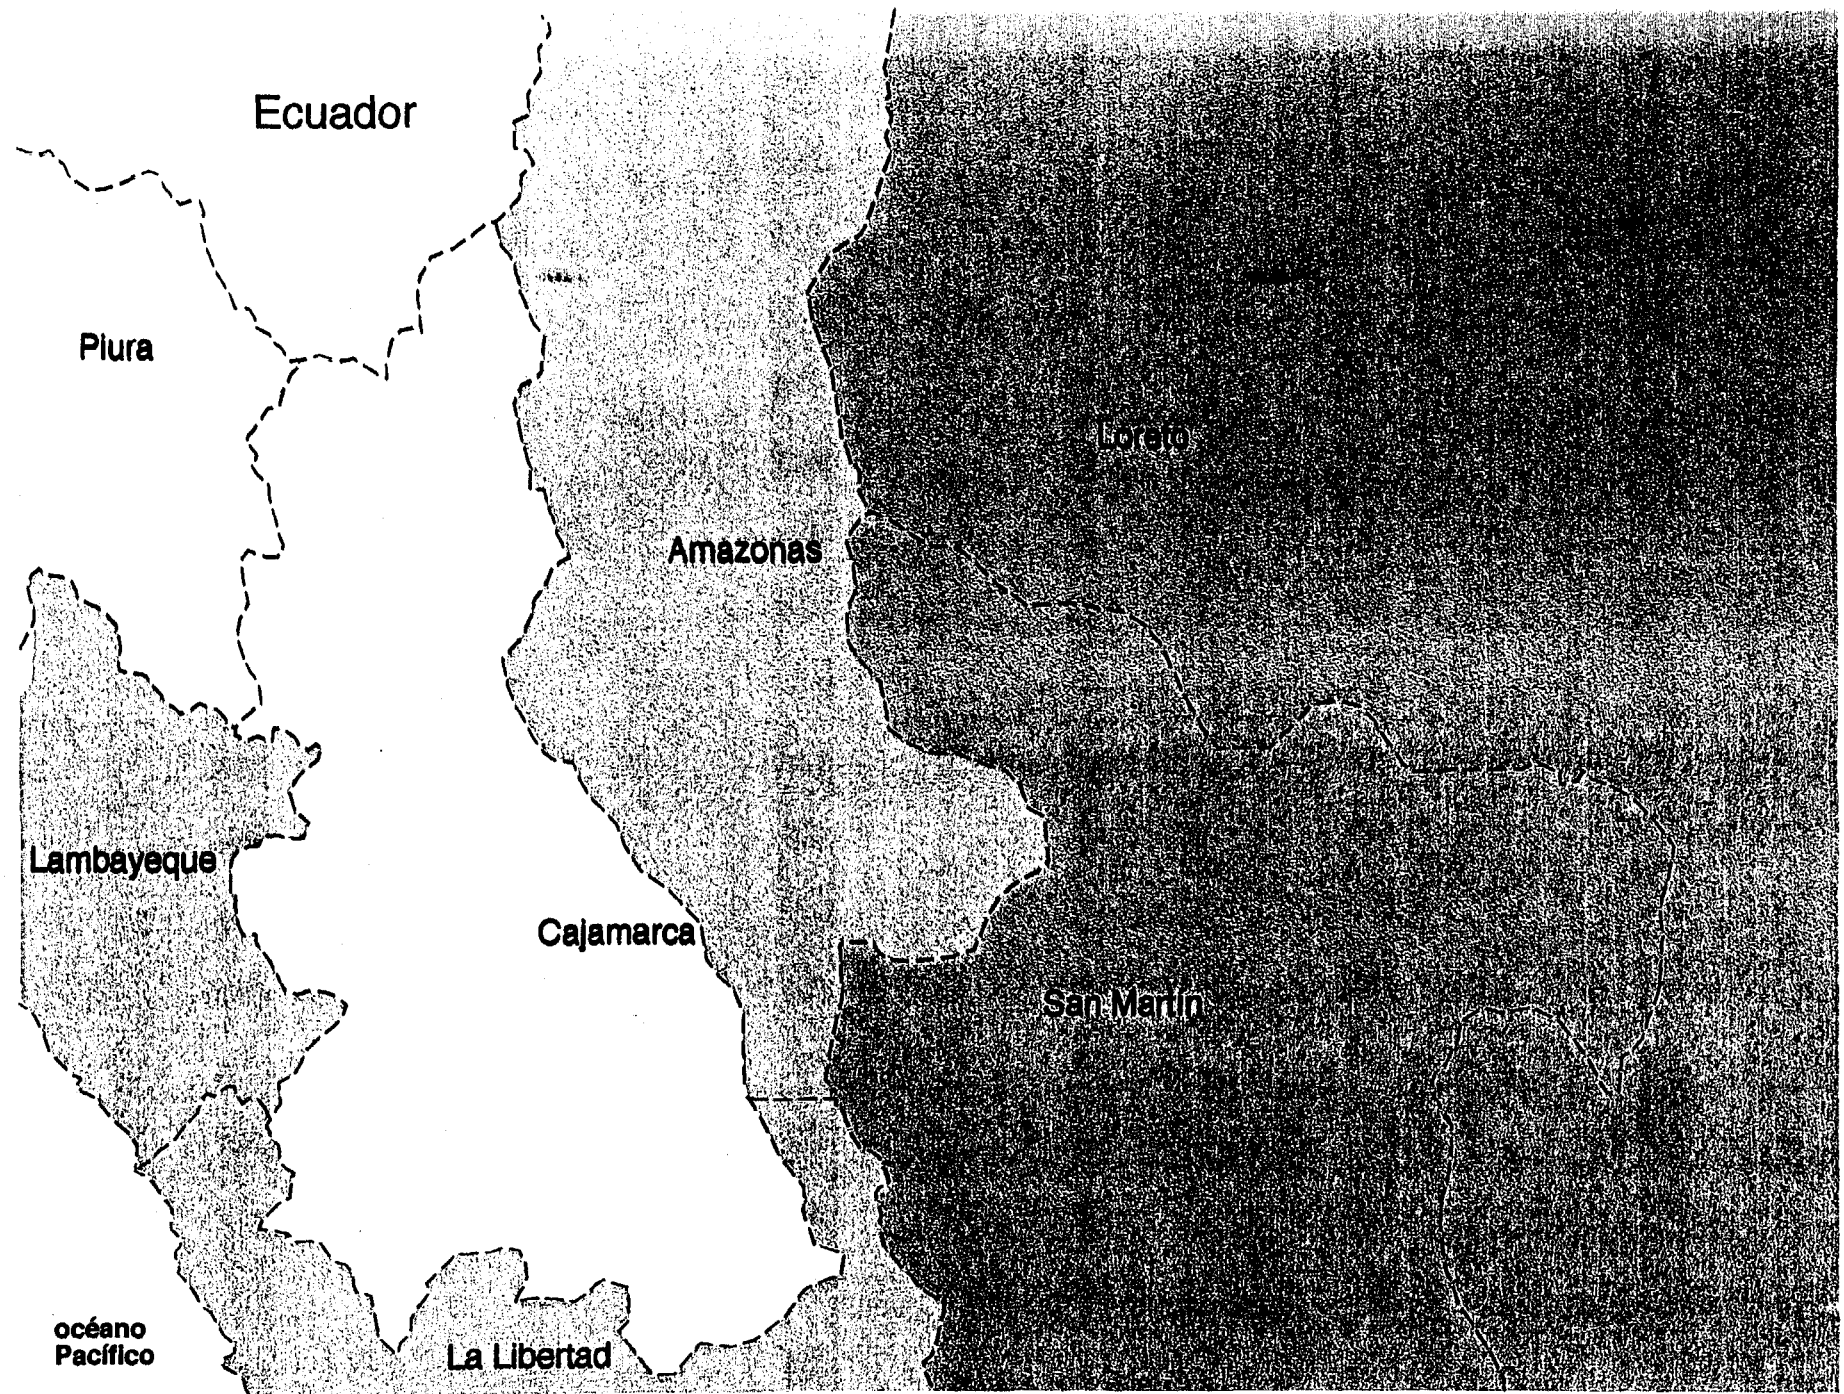 Ecuador
Piura
Loreto
Amazonas
Lambayeque
Cajamarca
San Martín
océano
Pacífico
La Libertad